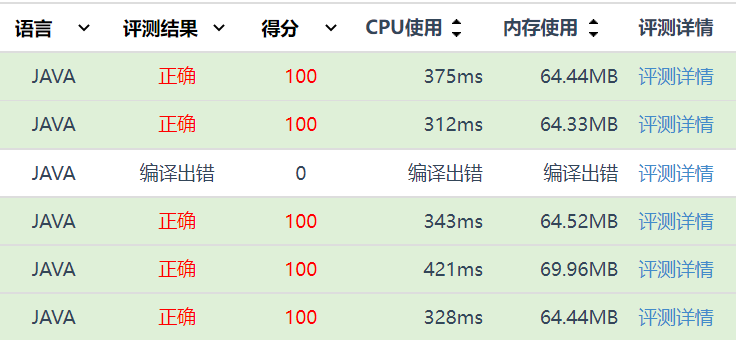 语言 评测结果 得分 CPU使用 内存使用 评测详情
JAVA 正确 100 375ms 64.44MB 评测详情
JAVA 正确 100 312ms 64.33MB 评测详情
JAVA 编译出错 0 编译出错 编译出错 评测详情
JAVA 正确 100 343ms 64.52MB 评测详情
JAVA 正确 100 421ms 69.96MB 评测详情
JAVA 正确 100 328ms 64.44MB 评测详情